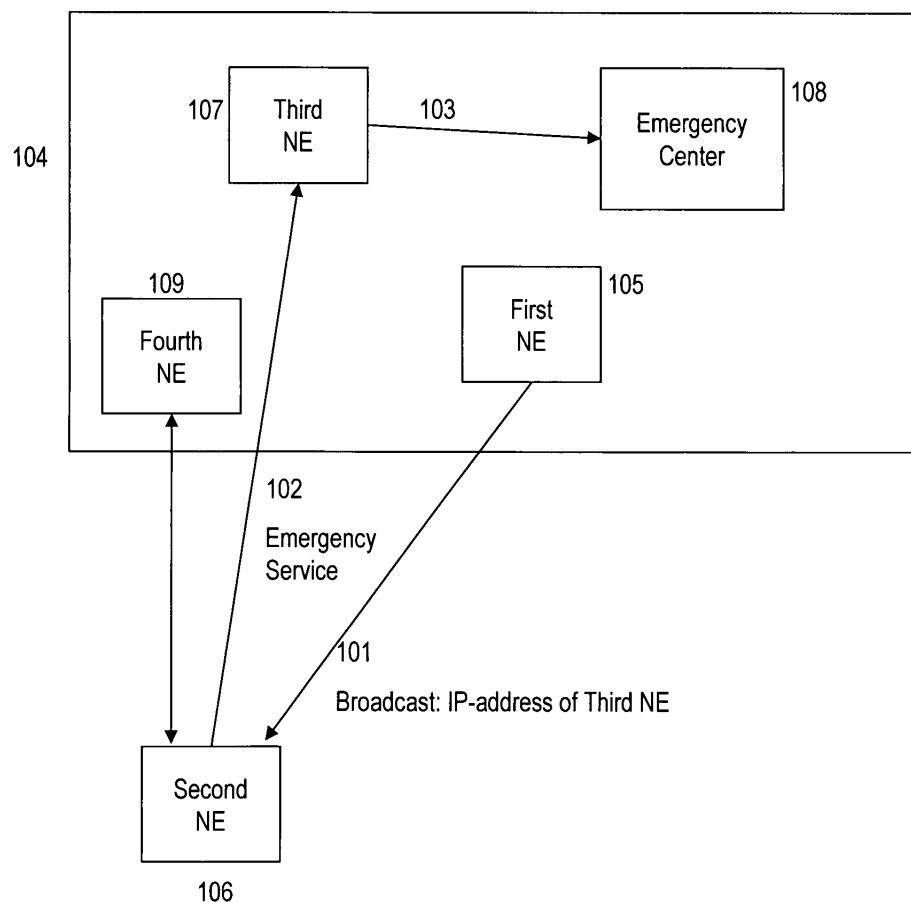 107
Third
NE
103
Emergency
Center
108
104
109
Fourth
NE
First
NE
105
102
Emergency
Service
101
Broadcast: IP-address of Third NE
Second
NE
106